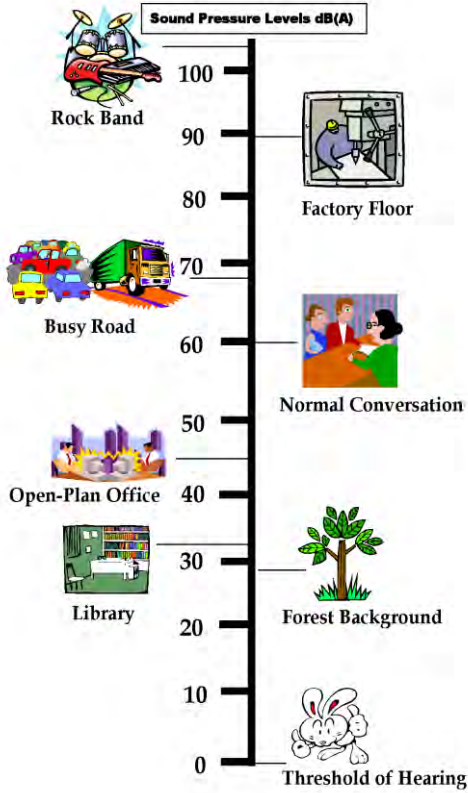 Sound Pressure Levels dB(A)
100
Rock Band
90
80
Factory Floor
70
Busy Road
60
Normal Conversation
50
Open-Plan Office
40
30
Library
Forest Background
20
10
0
Threshold of Hearing